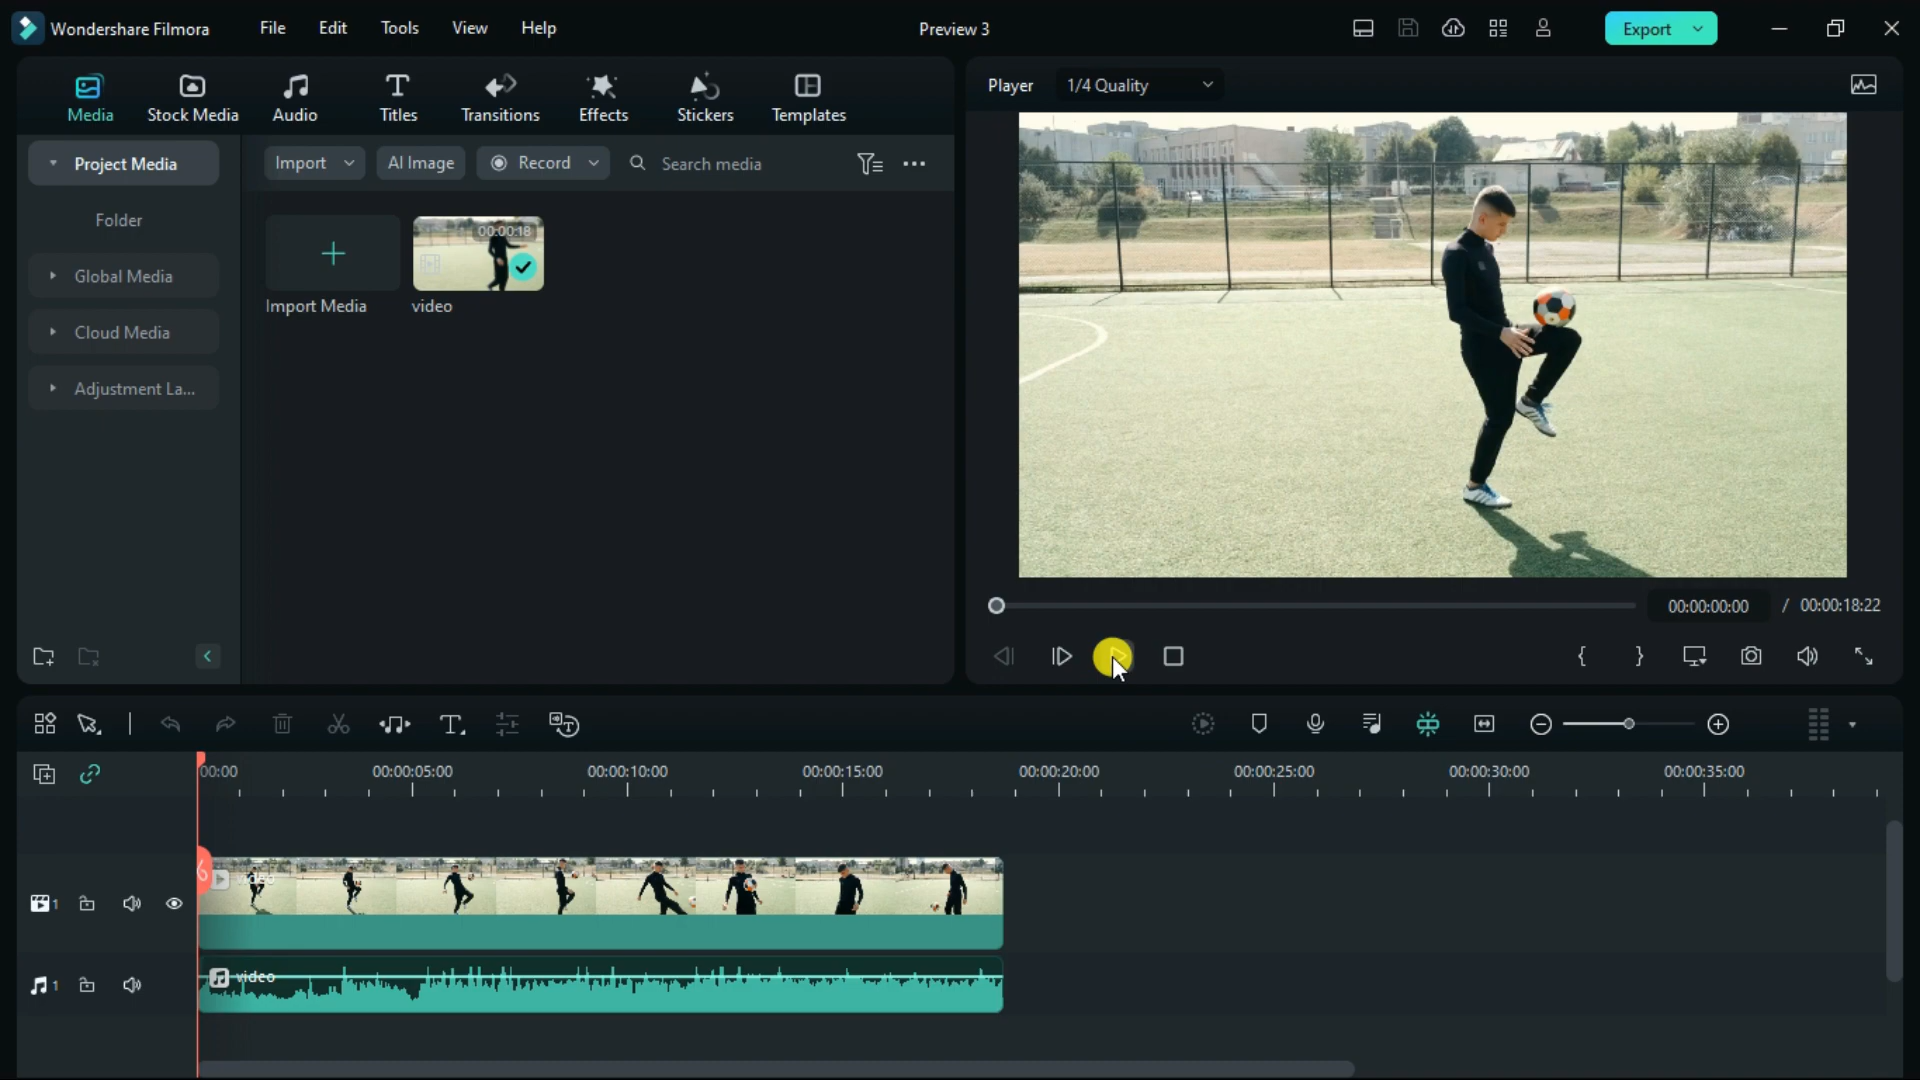 Wondershare Filmora
File
Edit
Tools
View
Help
Preview 3
Export
Media
Stock Media
Audio
Titles
Transitions
Effects
Stickers
Templates
Player
1/4 Quality
Project Media
Import
AI Image
Record
Search media
Folder
Global Media
Cloud Media
Adjustment La...
00:00:18
Import Media
video
00:00:00:00
/ 00:00:18:22
00:00
00:00:05:00
00:00:10:00
00:00:15:00
00:00:20:00
00:00:25:00
00:00:30:00
00:00:35:00
video
1
video
1